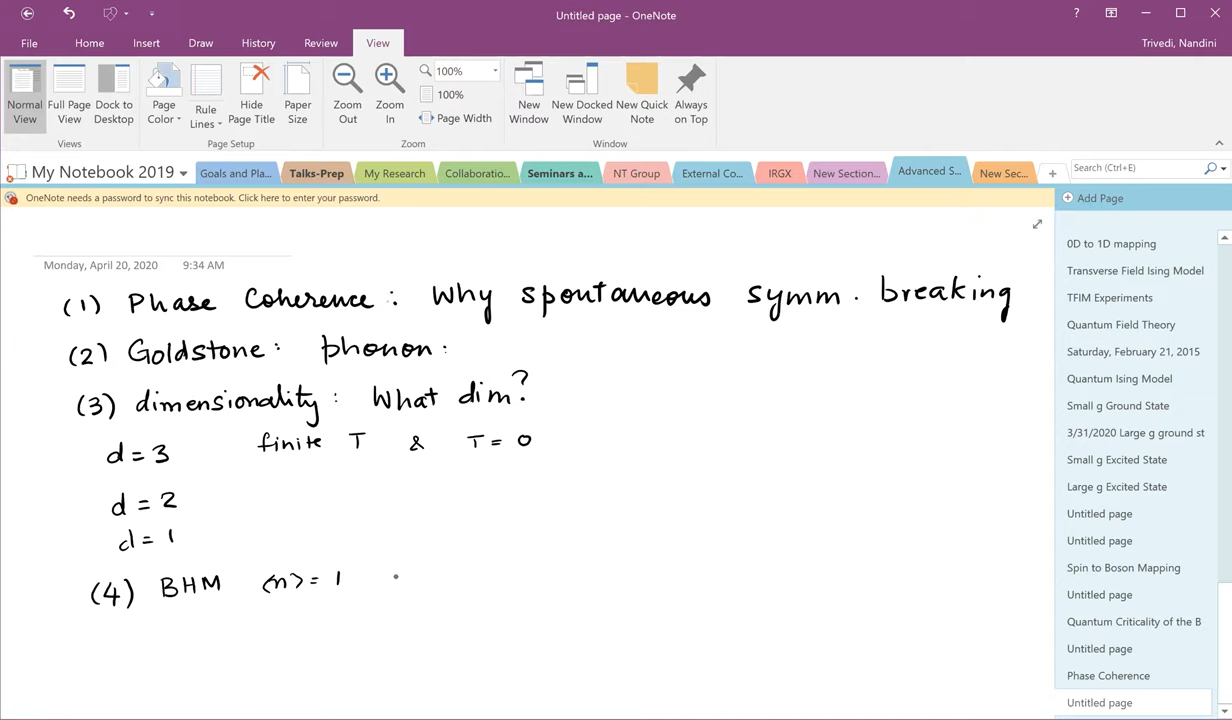 Untitled page - OneNote
File Home Insert Draw History Review View
Trivedi, Nandini
Normal View
Full Page View
Dock to Desktop
Views
Page Color
Rule Lines
Hide Page Title
Paper Size
Page Setup
Zoom Out
Zoom In
100%
100%
Page Width
Zoom
New Window
New Docked Window
New Quick Note
Always on Top
Window
My Notebook 2019
Goals and Pla...
Talks-Prep
My Research
Collaboratio...
Seminars a...
NT Group
External Co...
IRGX
New Section...
Advanced S...
New Sec...
Search (Ctrl+E)
OneNote needs a password to sync this notebook. Click here to enter your password.
Monday, April 20, 2020 9:34 AM
(1) Phase Coherence: Why spontaneous symm. breaking
(2) Goldstone: phonon.
(3) dimensionality: What dim?
d = 3 finite T & T = 0
d = 2
d = 1
(4) BHM <n> = 1
Add Page
0D to 1D mapping
Transverse Field Ising Model
TFIM Experiments
Quantum Field Theory
Saturday, February 21, 2015
Quantum Ising Model
Small g Ground State
3/31/2020 Large g ground st
Small g Excited State
Large g Excited State
Untitled page
Untitled page
Spin to Boson Mapping
Untitled page
Quantum Criticality of the B
Untitled page
Phase Coherence
Untitled page